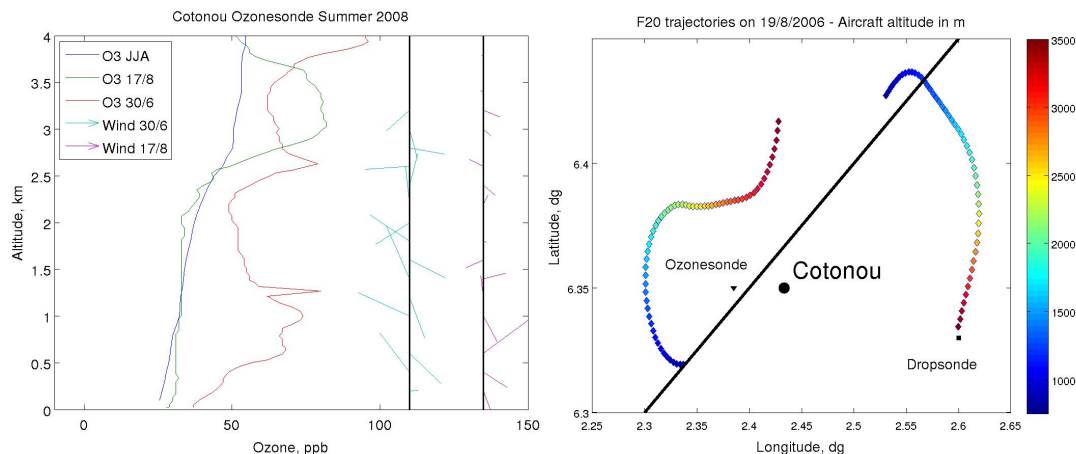 Cotonou Ozonesonde Summer 2008
O3 JJA
O3 17/8
O3 30/6
Wind 30/6
Wind 17/8
4
3.5
3
2.5
2
1.5
1
0.5
0
Altitude, km
0
50
100
150
Ozone, ppb
F20 trajectories on 19/8/2006 - Aircraft altitude in m
6.4
6.35
6.3
Latitude, dg
Ozonesonde
Cotonou
Dropsonde
2.25
2.3
2.35
2.4
2.45
2.5
2.55
2.6
2.65
Longitude, dg
3500
3000
2500
2000
1500
1000